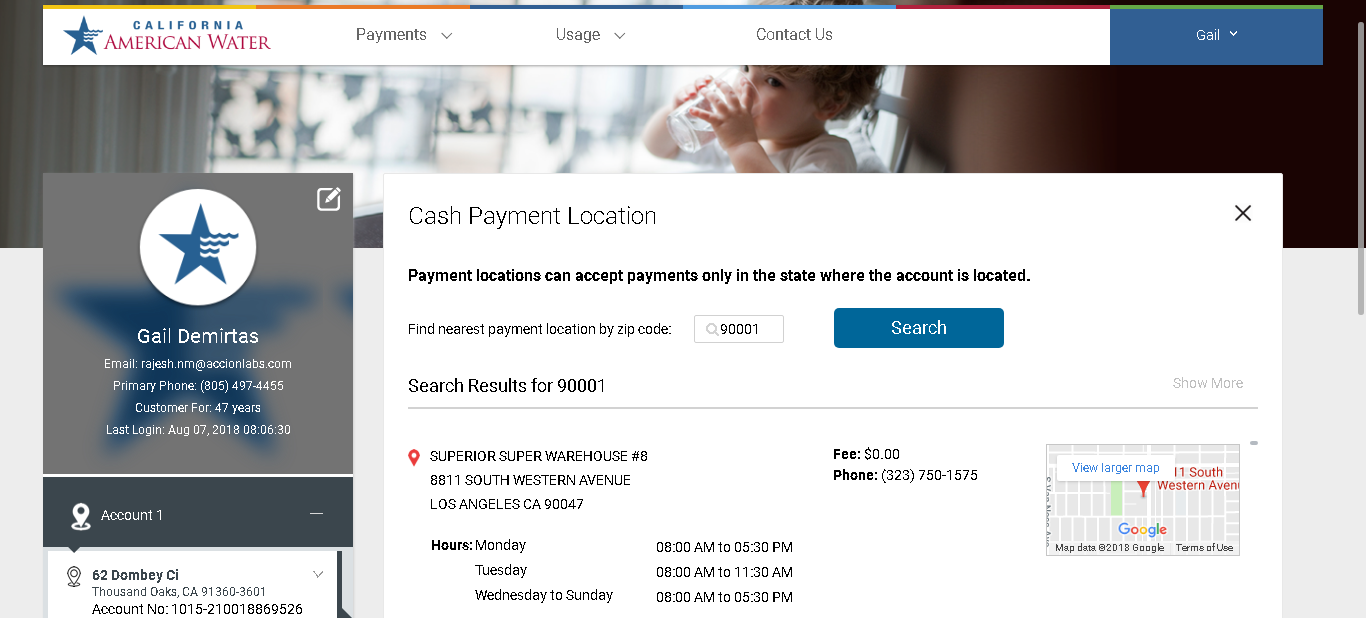 CALIFORNIA
AMERICAN WATER
Payments
Usage
Contact Us
Gail
Gail Demirtas
Email: rajesh.nm@accionlabs.com
Primary Phone: (805) 497-4455
Customer For: 47 years
Last Login: Aug 07, 2018 08:06:30
Account 1
62 Dombey Ci
Thousand Oaks, CA 91360-3601
Account No: 1015-210018869526
Cash Payment Location
Payment locations can accept payments only in the state where the account is located.
Find nearest payment location by zip code: 90001 Search
Search Results for 90001 Show More
SUPERIOR SUPER WAREHOUSE #8
8811 SOUTH WESTERN AVENUE
LOS ANGELES CA 90047
Hours: Monday 08:00 AM to 05:30 PM
Tuesday 08:00 AM to 11:30 AM
Wednesday to Sunday 08:00 AM to 05:30 PM
Fee: $0.00
Phone: (323) 750-1575
View larger map
11 South
Western Avenu
Google
Map data ©2018 Google Terms of Use